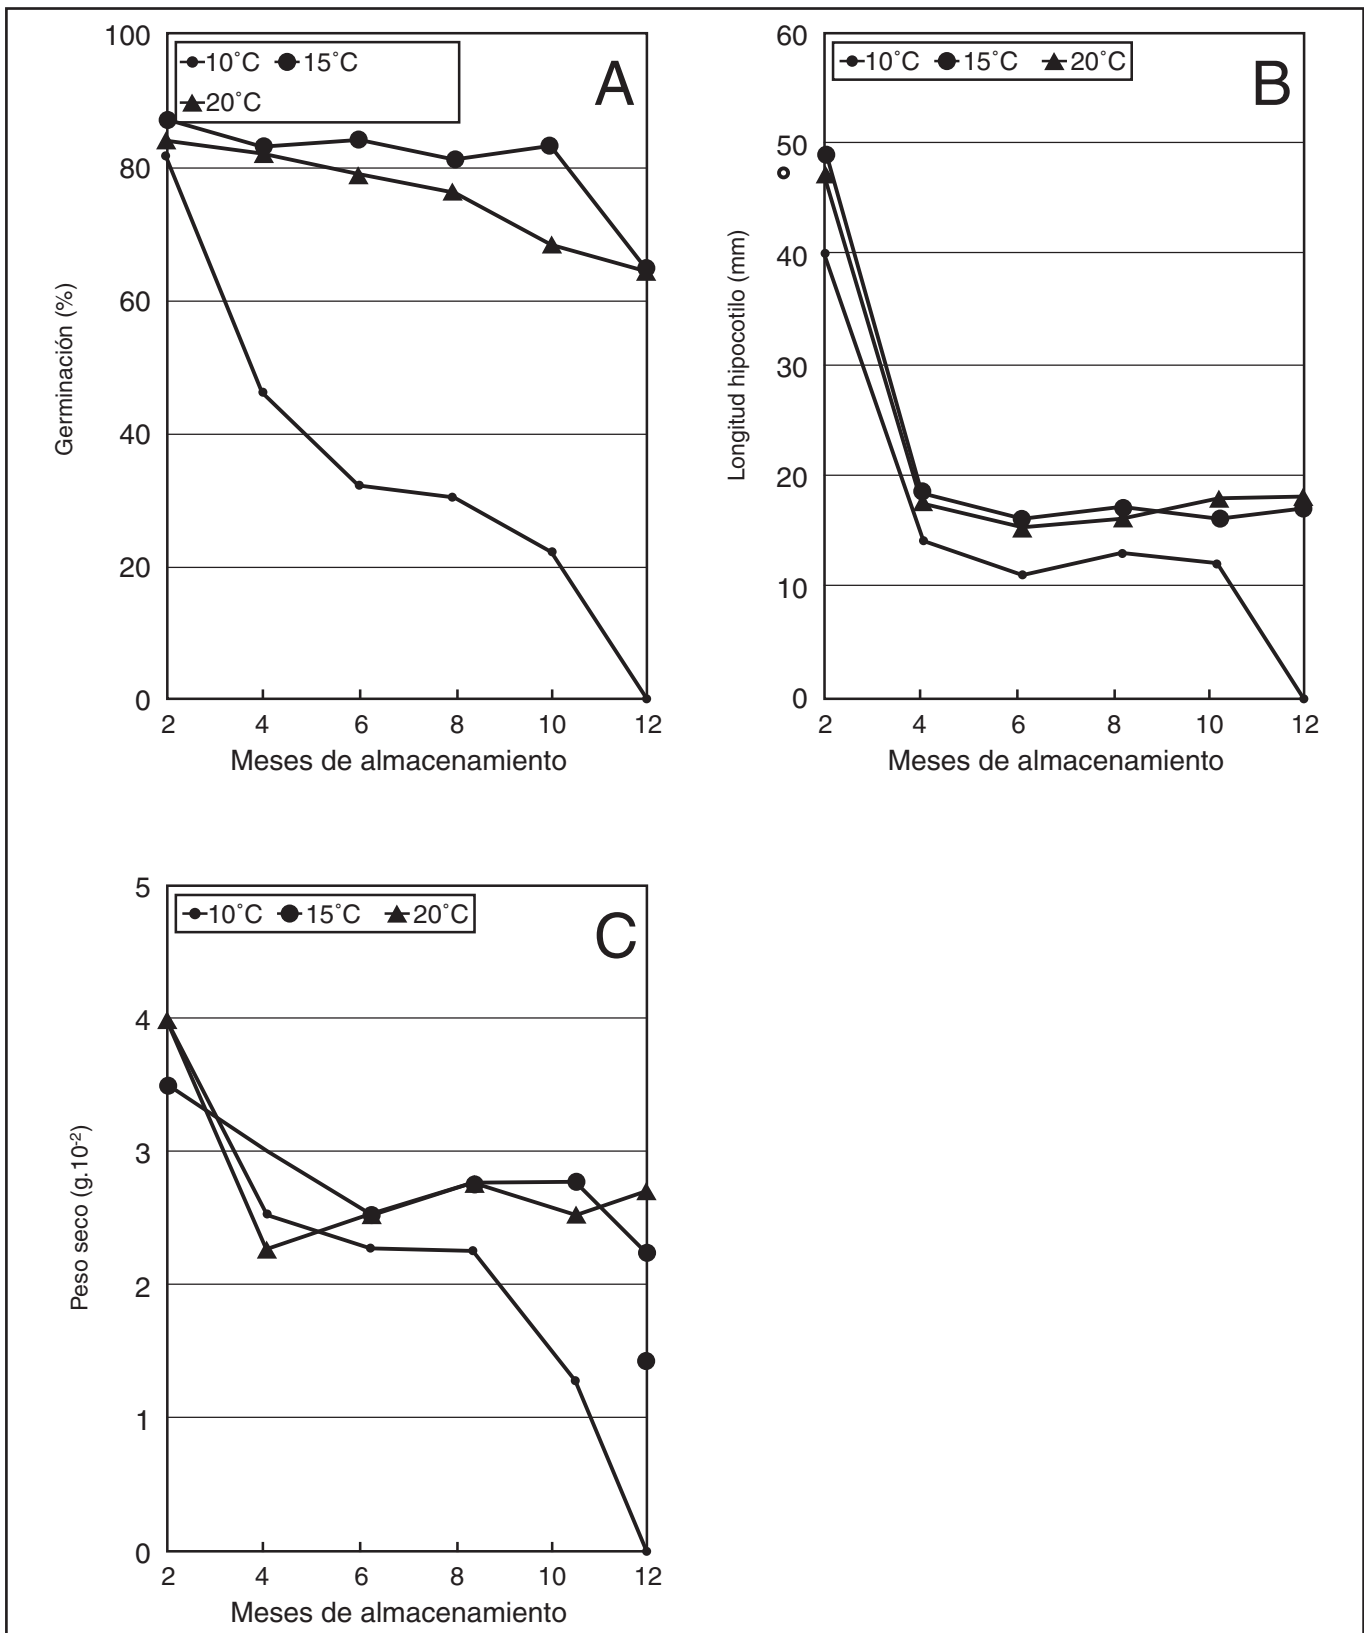 A
10˚C 15˚C
20˚C
100
80
60
40
20
0
Germinación (%)
2 4 6 8 10 12
Meses de almacenamiento
B
10˚C 15˚C 20˚C
60
50
40
30
20
10
0
Longitud hipocotilo (mm)
2 4 6 8 10 12
Meses de almacenamiento
C
10˚C 15˚C 20˚C
5
4
3
2
1
0
Peso seco (g.10⁻²)
2 4 6 8 10 12
Meses de almacenamiento